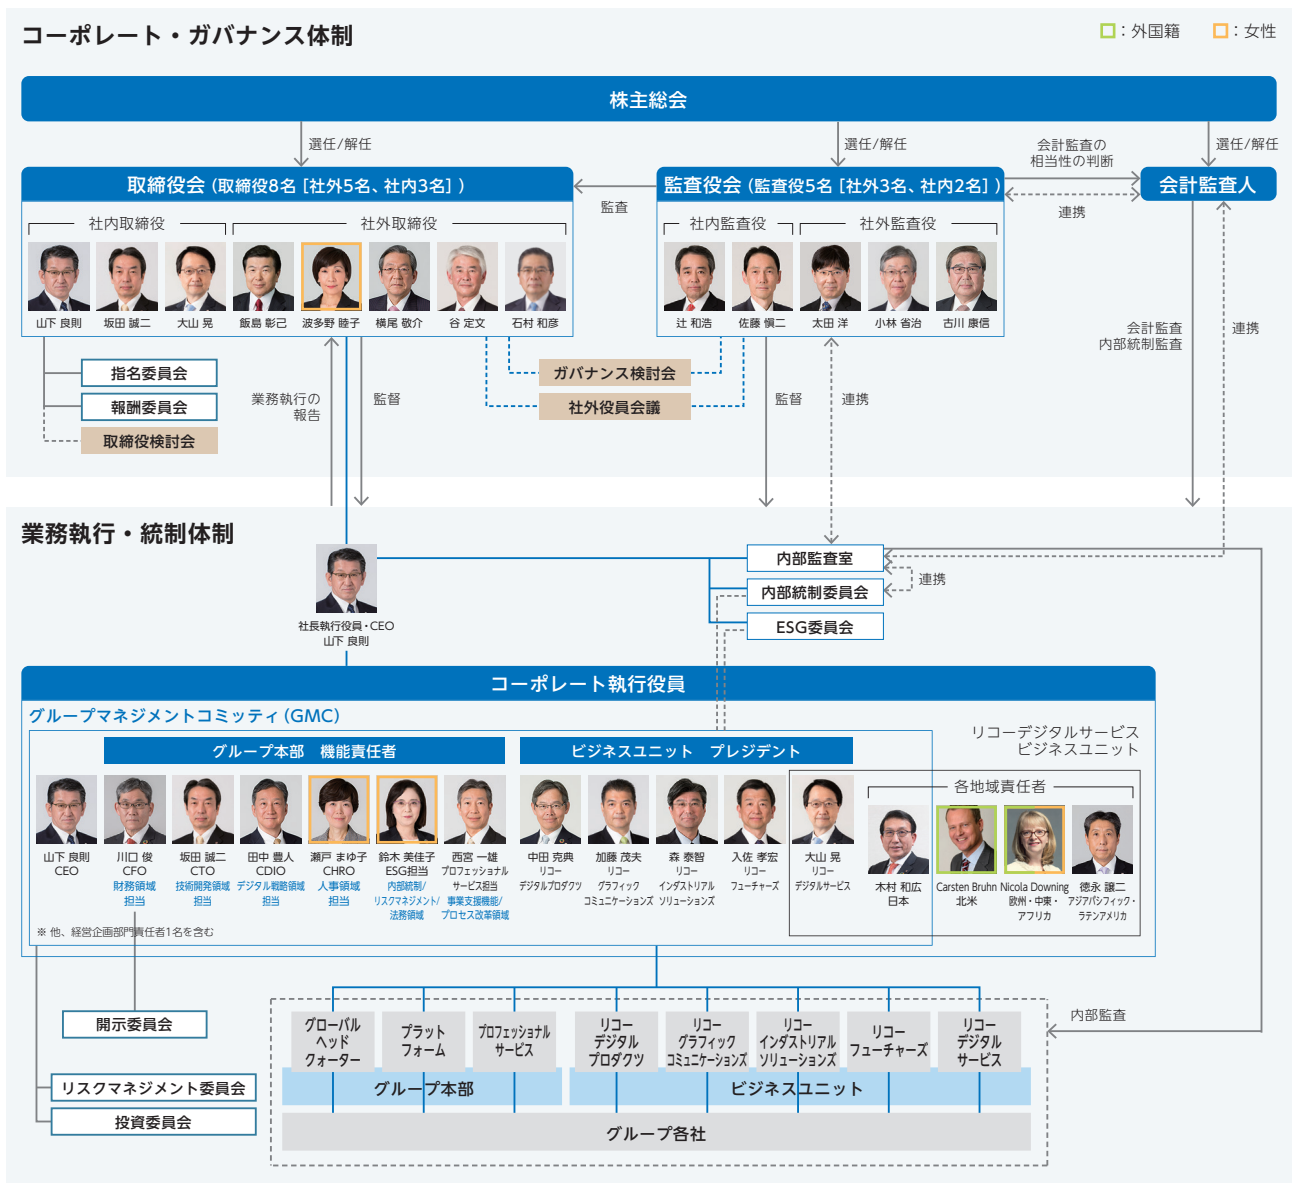 コーポレート・ガバナンス体制
：外国籍
：女性
株主総会
選任/解任
選任/解任
会計監査の
相当性の判断
選任/解任
取締役会（取締役8名［社外5名、社内3名］）
監査
監査役会（監査役5名［社外3名、社内2名］）
連携
会計監査人
社内取締役
社外取締役
社内監査役
社外監査役
山下 良則
坂田 誠二
大山 晃
飯島 彰己
波多野 睦子
横尾 敬介
谷 定文
石村 和彦
辻 和浩
佐藤 愼二
太田 洋
小林 省治
古川 康信
会計監査
内部統制監査
連携
指名委員会
報酬委員会
取締役検討会
業務執行の
報告
監督
ガバナンス検討会
社外役員会議
監督
連携
業務執行・統制体制
社長執行役員・CEO
山下 良則
内部監査室
内部統制委員会
ESG委員会
連携
コーポレート執行役員
グループマネジメントコミッティ（GMC）
リコーデジタルサービス
ビジネスユニット
グループ本部　機能責任者
ビジネスユニット　プレジデント
各地域責任者
山下 良則
CEO
川口 俊
CFO
財務領域
担当
坂田 誠二
CTO
技術開発領域
担当
田中 豊人
CDIO
デジタル戦略領域
担当
瀬戸 まゆ子
CHRO
人事領域
担当
鈴木 美佳子
ESG担当
内部統制/
リスクマネジメント/
法務領域
西宮 一雄
プロフェッショナル
サービス担当
事業支援機能/
プロセス改革領域
中田 克典
リコー
デジタルプロダクツ
加藤 茂夫
リコー
グラフィック
コミュニケーションズ
森 泰智
リコー
インダストリアル
ソリューションズ
入佐 孝宏
リコー
フューチャーズ
大山 晃
リコー
デジタルサービス
木村 和広
日本
Carsten Bruhn
北米
Nicola Downing
欧州・中東・
アフリカ
徳永 譲二
アジアパシフィック・
ラテンアメリカ
※ 他、経営企画部門責任者1名を含む
開示委員会
リスクマネジメント委員会
投資委員会
内部監査
グローバル
ヘッド
クォーター
プラット
フォーム
プロフェッショナル
サービス
リコー
デジタル
プロダクツ
リコー
グラフィック
コミュニケーションズ
リコー
インダストリアル
ソリューションズ
リコー
フューチャーズ
リコー
デジタル
サービス
グループ本部
ビジネスユニット
グループ各社